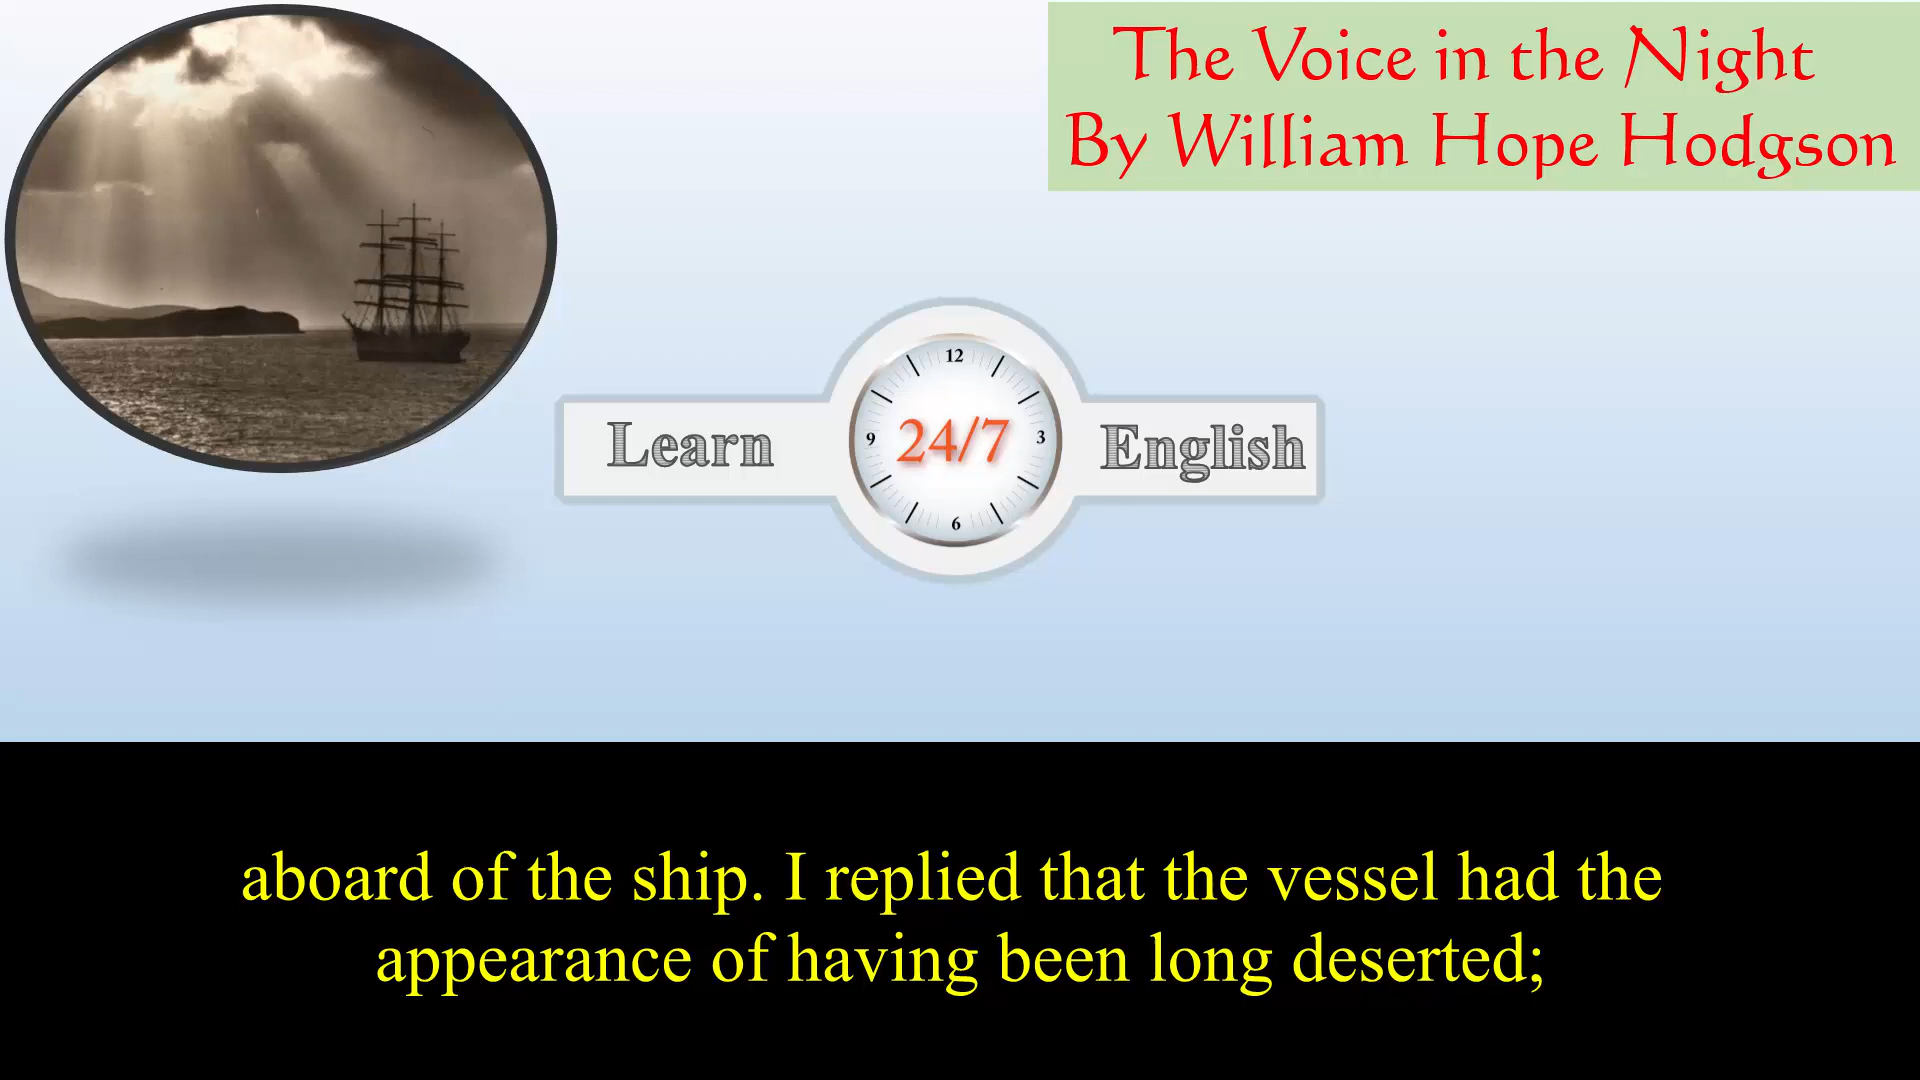 The Voice in the Night
By William Hope Hodgson
12
Learn
9
24/7
3
English
6
aboard of the ship. I replied that the vessel had the
appearance of having been long deserted;